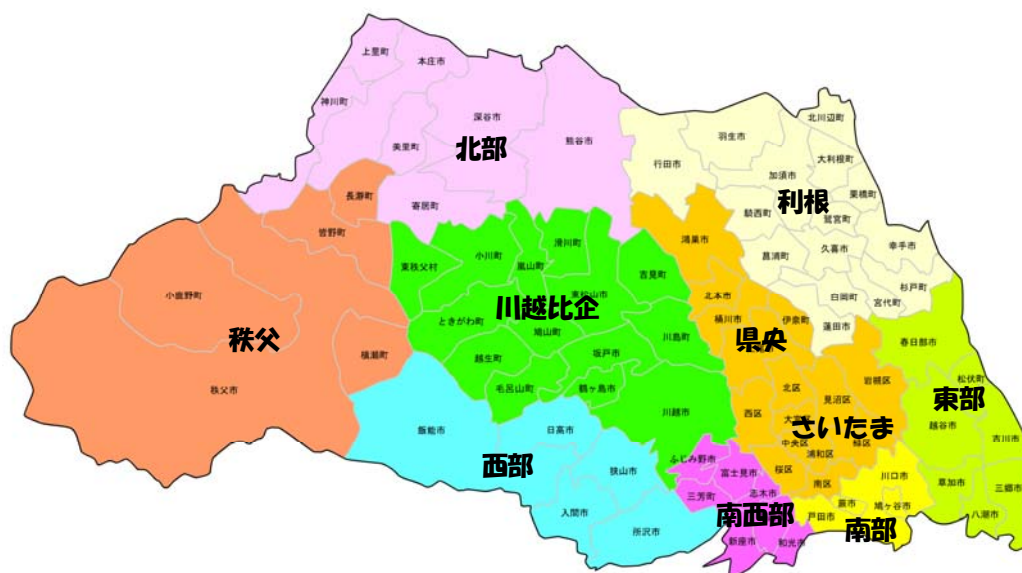 上里町
本庄市
神川町
深谷市
美里町
北部
熊谷市
寄居町
長瀞町
皆野町
小鹿野町
秩父
横瀬町
秩父市
東秩父村
小川町
嵐山町
滑川町
吉見町
東松山市
川越比企
ときがわ町
鳩山町
川島町
越生町
坂戸市
毛呂山町
鶴ヶ島市
川越市
飯能市
日高市
西部
狭山市
入間市
所沢市
ふじみ野市
富士見市
三芳町
志木市
南西部
新座市
和光市
行田市
羽生市
北川辺町
加須市
大利根町
栗橋町
騎西町
利根
鷲宮町
久喜市
幸手市
菖蒲町
杉戸町
白岡町
宮代町
蓮田市
鴻巣市
北本市
桶川市
伊奈町
県央
北区
見沼区
岩槻区
西区
大宮区
さいたま
中央区
緑区
浦和区
桜区
南区
春日部市
松伏町
東部
越谷市
吉川市
草加市
三郷市
八潮市
川口市
鳩ヶ谷市
蕨市
戸田市
南部